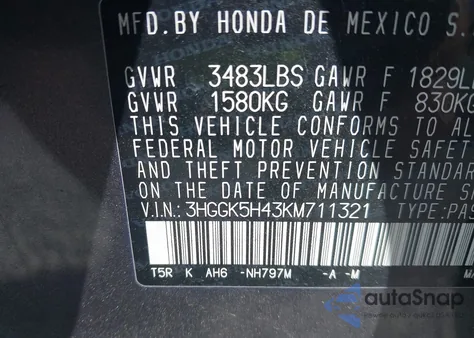 MFD.BY HONDA DE MEXICO S.
GVWR 3483LBS GAWR F 1829L
GVWR 1580KG GAWR F 830KG
THIS VEHICLE CONFORMS TO AL
FEDERAL MOTOR VEHICLE SAFET
AND THEFT PREVENTION STANDAR
ON THE DATE OF MANUFACTURE S
V.I.N.: 3HGGK5H43KM711321 TYPE:PAS
T5R K AH6 -NH797M -A -M MA
autoSnap